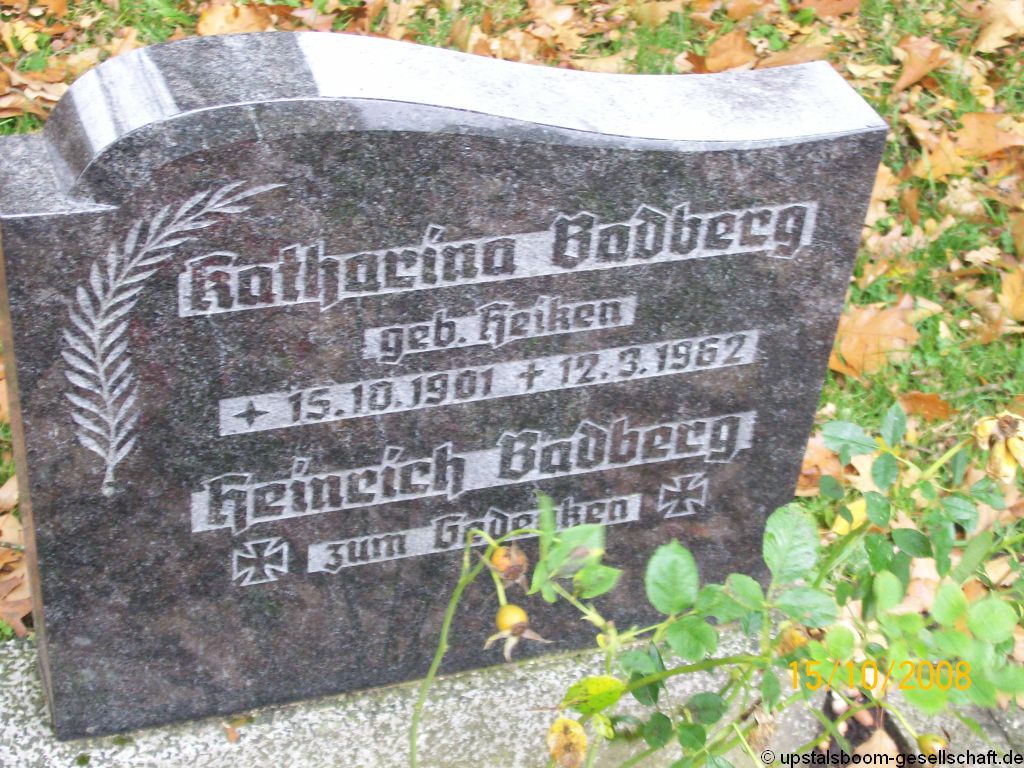 Katharina Badberg
geb. Heiken
15.10.1901 + 12.3.1962
Heinrich Badberg
zum Gedenken
15/10/2008
© upstalsboom-gesellschaft.de